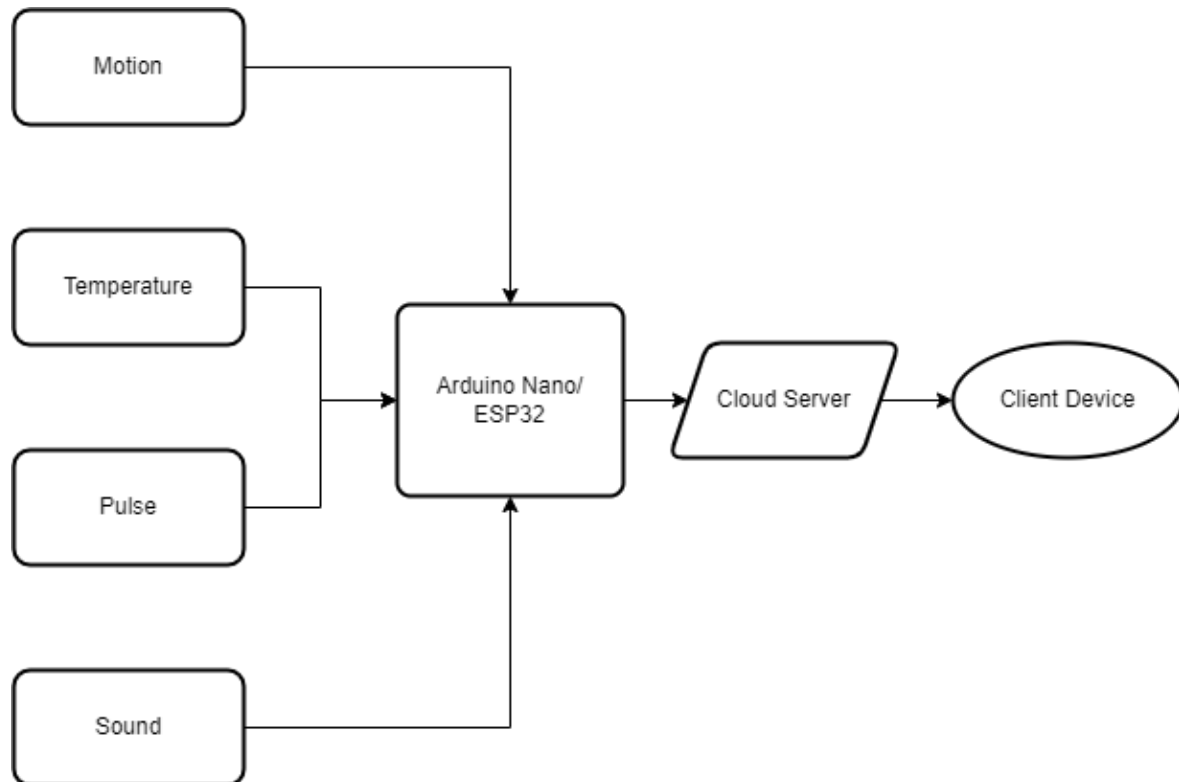 Motion
Temperature
Arduino Nano/
ESP32
Cloud Server
Client Device
Pulse
Sound